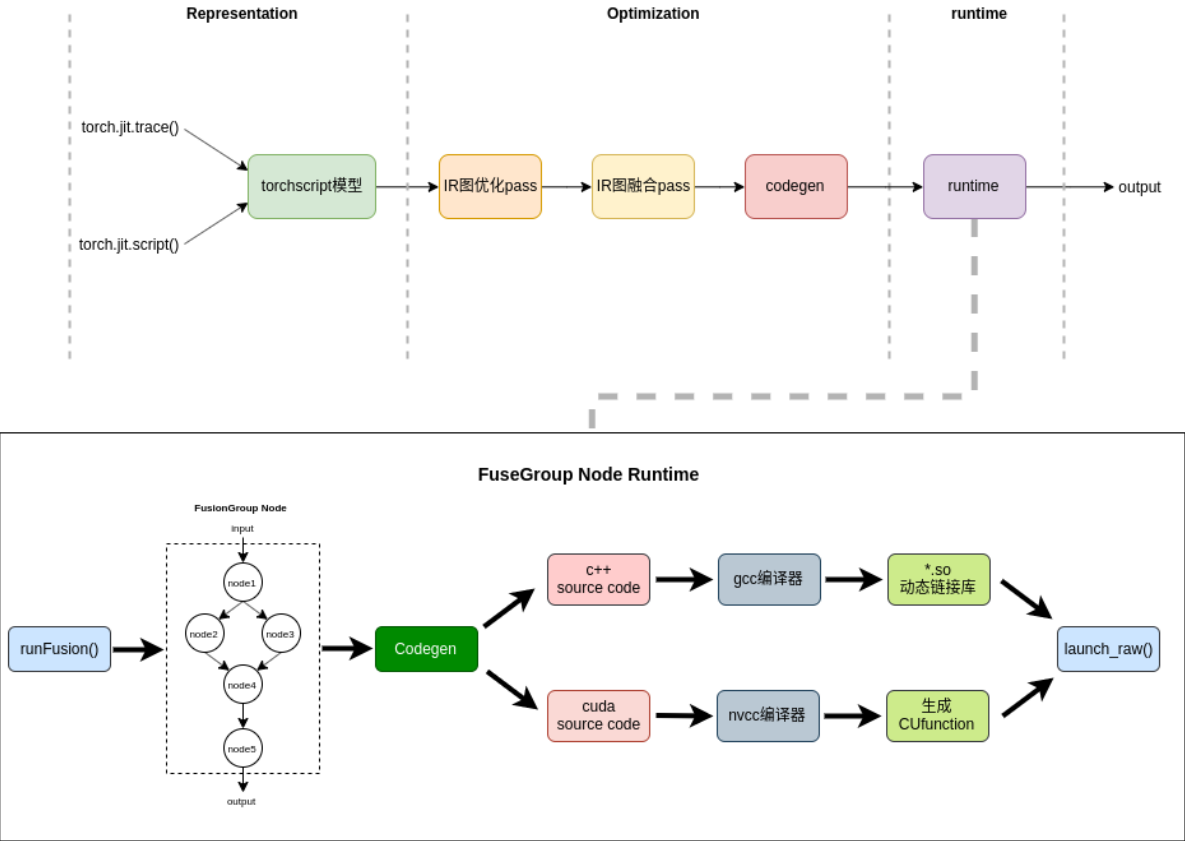 Representation
Optimization
runtime
torch.jit.trace()
torchscript模型
IR图优化pass
IR图融合pass
codegen
runtime
output
torch.jit.script()
FuseGroup Node Runtime
FusionGroup Node
input
node1
node2
node3
node4
node5
output
runFusion()
Codegen
c++
source code
gcc编译器
*.so
动态链接库
cuda
source code
nvcc编译器
生成
CUfunction
launch_raw()